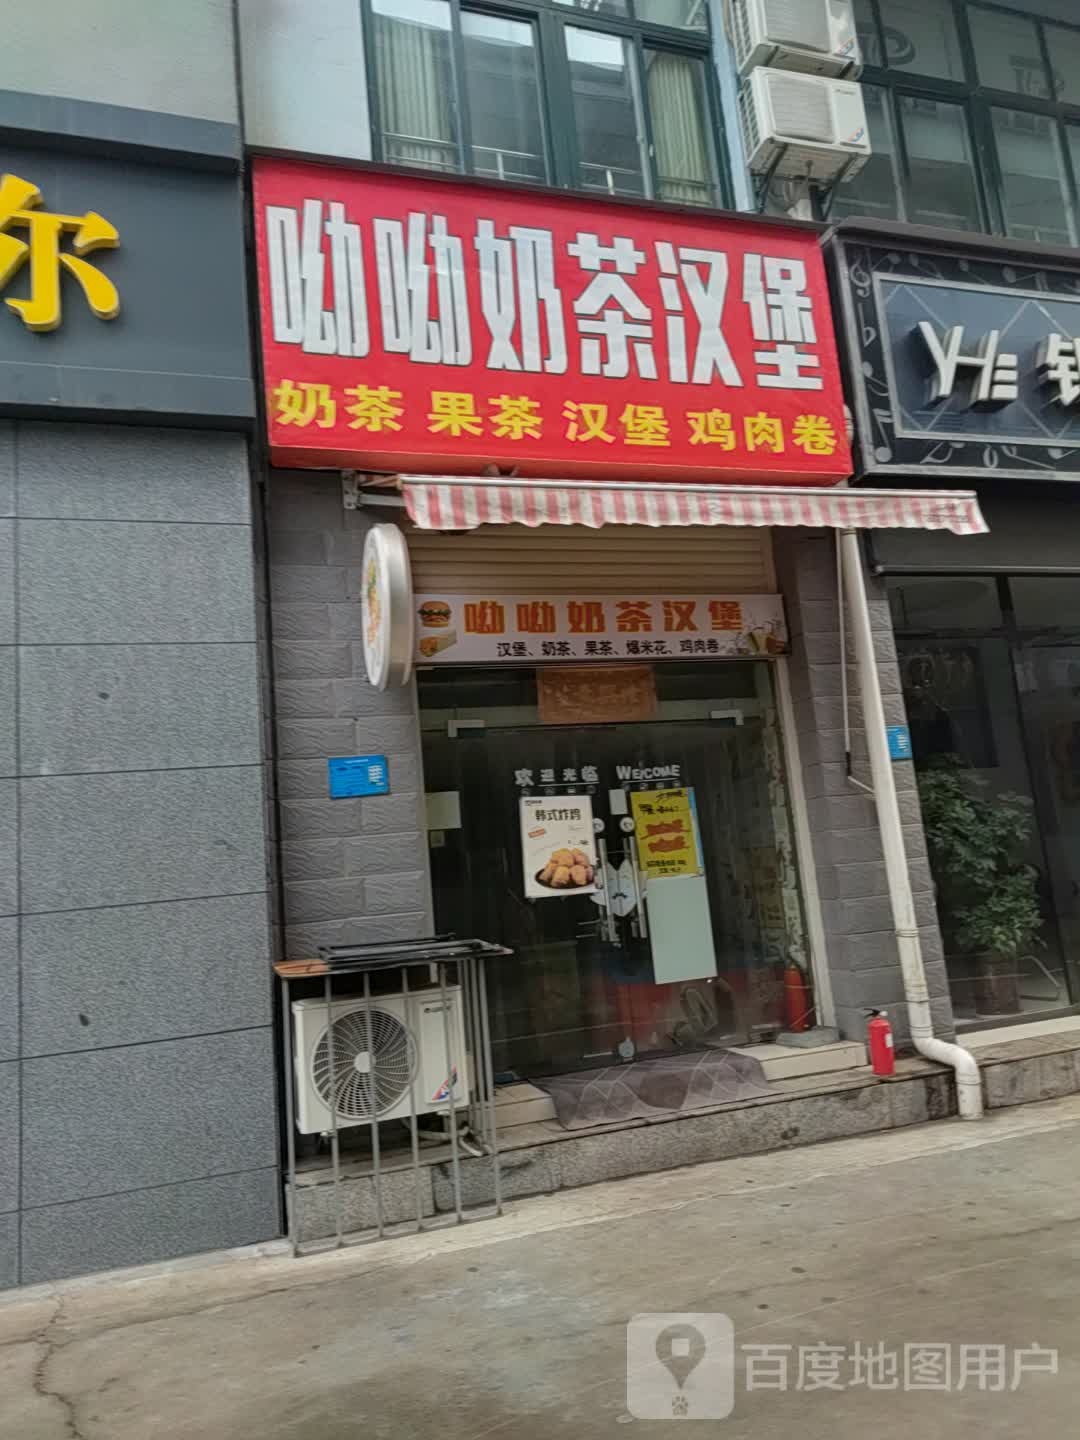 尔
呦呦奶茶汉堡
奶茶 果茶 汉堡 鸡肉卷
YHE
呦呦奶茶汉堡
汉堡、奶茶、果茶、爆米花、鸡肉卷
欢迎光临 WELCOME
韩式炸鸡
百度地图用户